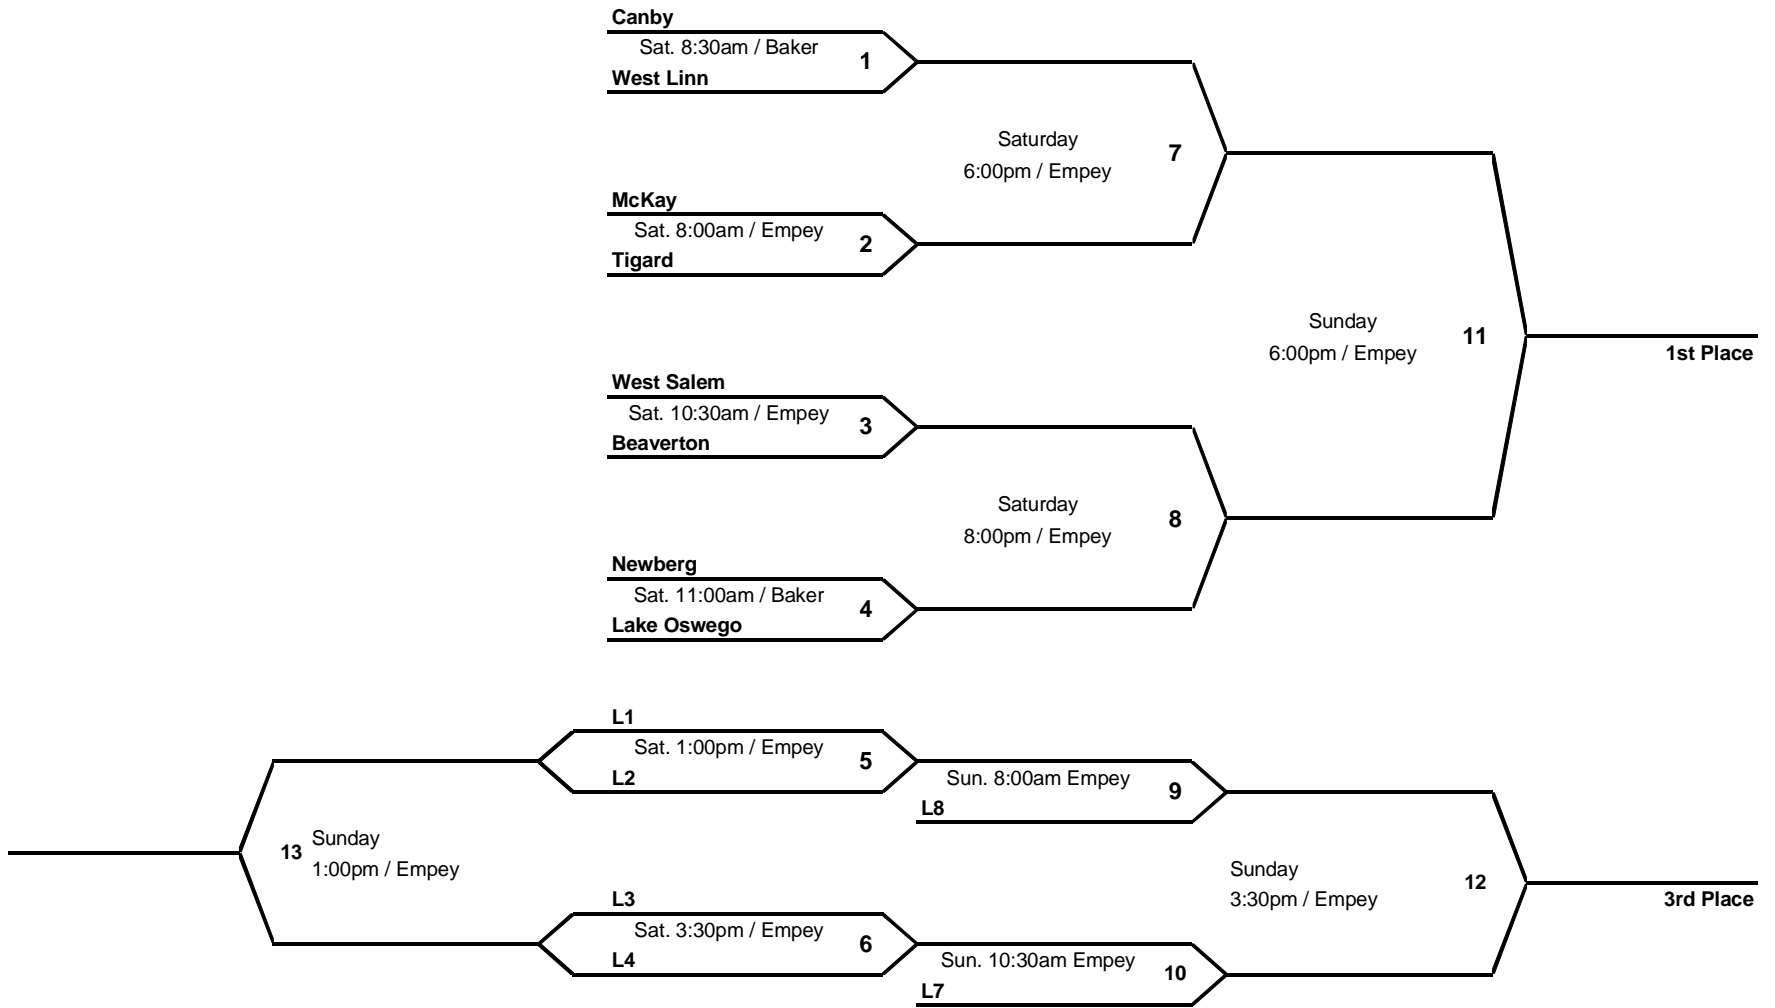 Canby
Sat. 8:30am / Baker
1
West Linn
Saturday
7
6:00pm / Empey
McKay
Sat. 8:00am / Empey
2
Tigard
Sunday
11
6:00pm / Empey
1st Place
West Salem
Sat. 10:30am / Empey
3
Beaverton
Saturday
8
8:00pm / Empey
Newberg
Sat. 11:00am / Baker
4
Lake Oswego
L1
Sat. 1:00pm / Empey
5
L2
Sun. 8:00am Empey
9
L8
13
Sunday
1:00pm / Empey
Sunday
12
3:30pm / Empey
3rd Place
L3
Sat. 3:30pm / Empey
6
L4
Sun. 10:30am Empey
10
L7